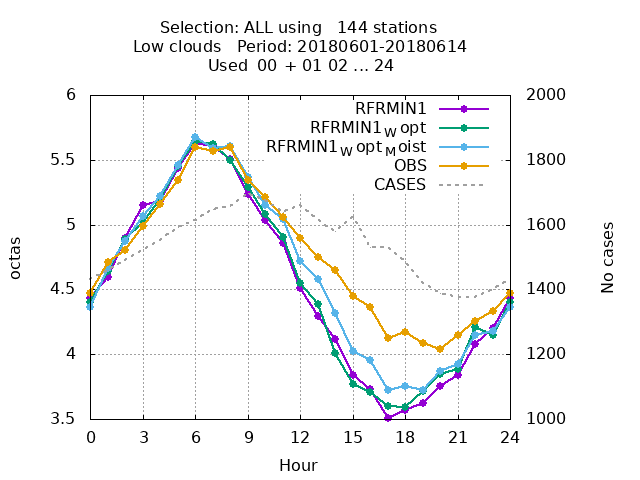 Selection: ALL using   144 stations
Low clouds   Period: 20180601-20180614
Used  00 + 01 02 ... 24
6
5.5
5
4.5
4
3.5
octas
2000
1800
1600
1400
1200
1000
No cases
RFRMIN1
RFRMIN1Wopt
RFRMIN1WoptMoist
OBS
CASES
0 3 6 9 12 15 18 21 24
Hour